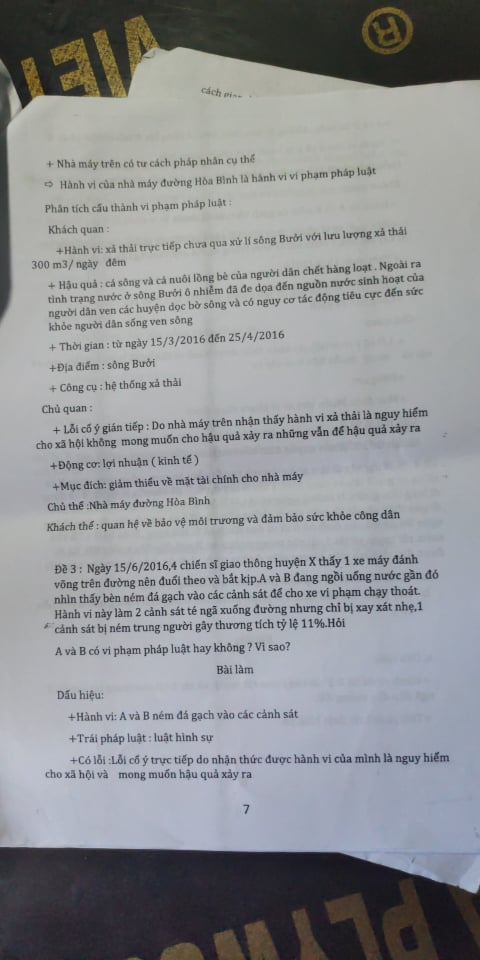 VIET
®
cách
+ Nhà máy trên có tư cách pháp nhân cụ thể
⇨ Hành vi của nhà máy đường Hòa Bình là hành vi vi phạm pháp luật
Phân tích cấu thành vi phạm pháp luật :
Khách quan :
+Hành vi: xả thải trực tiếp chưa qua xử lí sông Bưởi với lưu lượng xả thải
300 m3/ ngày đêm
+ Hậu quả : cá sông và cá nuôi lồng bè của người dân chết hàng loạt . Ngoài ra
tình trạng nước ở sông Bưởi ô nhiễm đã đe dọa đến nguồn nước sinh hoạt của
người dân ven các huyện dọc bờ sông và có nguy cơ tác động tiêu cực đến sức
khỏe người dân sống ven sông
+ Thời gian : từ ngày 15/3/2016 đến 25/4/2016
+Địa điểm : sông Bưởi
+ Công cụ : hệ thống xả thải
Chủ quan :
+ Lỗi cố ý gián tiếp : Do nhà máy trên nhận thấy hành vi xả thải là nguy hiểm
cho xã hội không mong muốn cho hậu quả xảy ra những vẫn để hậu quả xảy ra
+Động cơ: lợi nhuận ( kinh tế )
+Mục đích: giảm thiểu về mặt tài chính cho nhà máy
Chủ thể :Nhà máy đường Hòa Bình
Khách thể : quan hệ về bảo vệ môi trương và đảm bảo sức khỏe công dân
Đề 3 : Ngày 15/6/2016,4 chiến sĩ giao thông huyện X thấy 1 xe máy đánh
võng trên đường nên đuổi theo và bắt kịp.A và B đang ngồi uống nước gần đó
nhìn thấy bèn ném đá gạch vào các cảnh sát để cho xe vi phạm chạy thoát.
Hành vi này làm 2 cảnh sát té ngã xuống đường nhưng chỉ bị xay xát nhẹ,1
cảnh sát bị ném trung người gây thương tích tỷ lệ 11%.Hỏi
A và B có vi phạm pháp luật hay không ? Vì sao?
Bài làm
Dấu hiệu:
+Hành vi: A và B ném đá gạch vào các cảnh sát
+Trái pháp luật : luật hình sự
+Có lỗi :Lỗi cố ý trực tiếp do nhận thức được hành vi của mình là nguy hiểm
cho xã hội và mong muốn hậu quả xảy ra
7